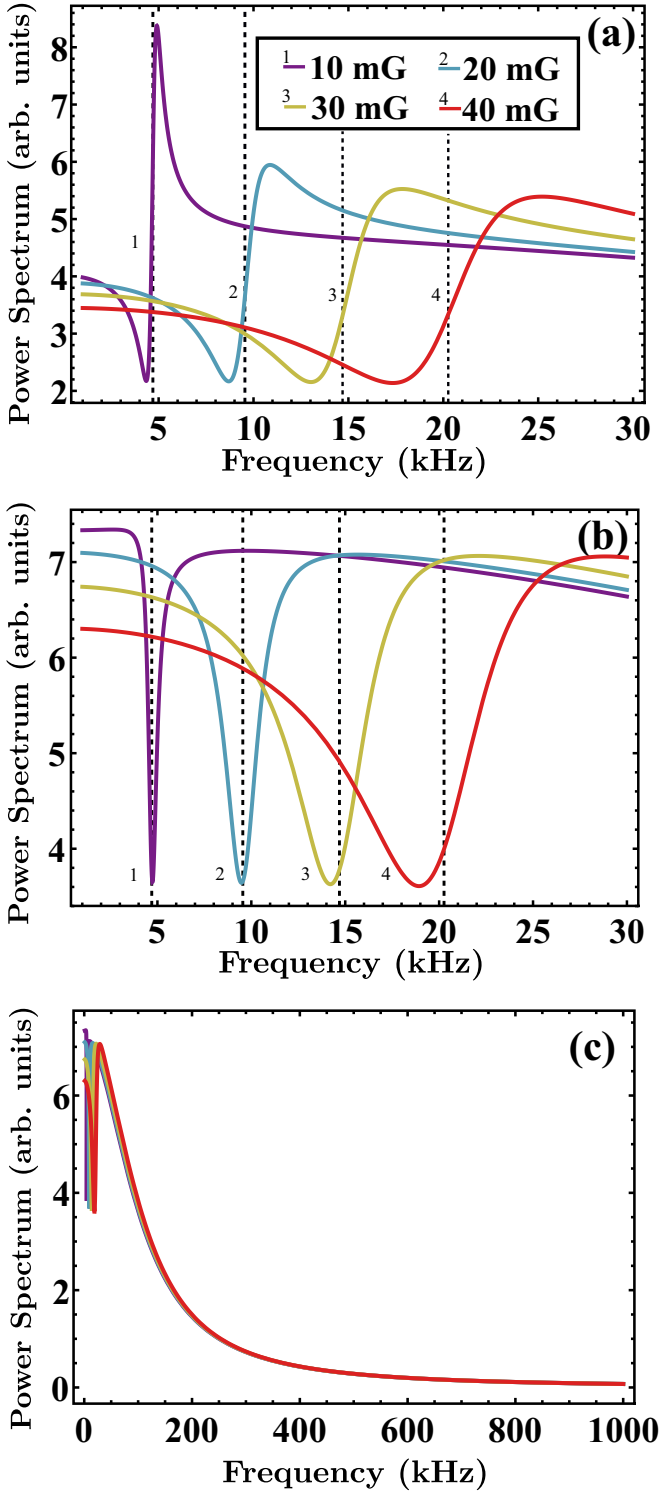 (a)
1 10 mG 2 20 mG
3 30 mG 4 40 mG
8
7
6
5
4
3
2
1 2 3 4
5 10 15 20 25 30
Power Spectrum (arb. units)
Frequency (kHz)
(b)
7
6
5
4
1 2 3 4
5 10 15 20 25 30
Power Spectrum (arb. units)
Frequency (kHz)
(c)
6
4
2
0
0 200 400 600 800 1000
Power Spectrum (arb. units)
Frequency (kHz)